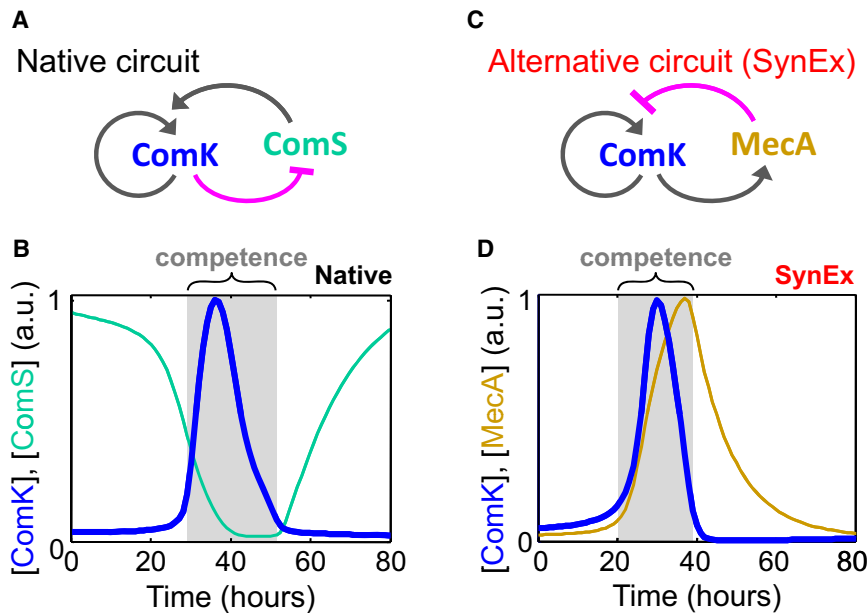 A
Native circuit
ComK
ComS
B
competence
Native
1
0
[ComK], [ComS] (a.u.)
0 20 40 60 80
Time (hours)
C
Alternative circuit (SynEx)
ComK
MecA
D
competence
SynEx
1
0
[ComK], [MecA] (a.u.)
0 20 40 60 80
Time (hours)